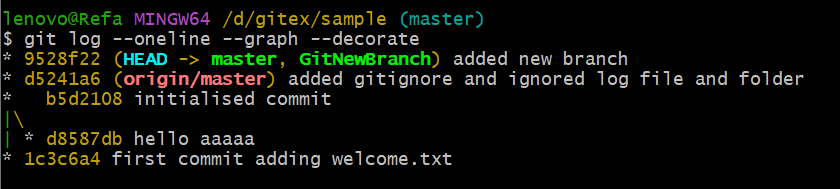 lenovo@Refa MINGW64 /d/gitex/sample (master)
$ git log --oneline --graph --decorate
* 9528f22 (HEAD -> master, GitNewBranch) added new branch
* d5241a6 (origin/master) added gitignore and ignored log file and folder
*   b5d2108 initialised commit
|\
| * d8587db hello aaaaa
* 1c3c6a4 first commit adding welcome.txt